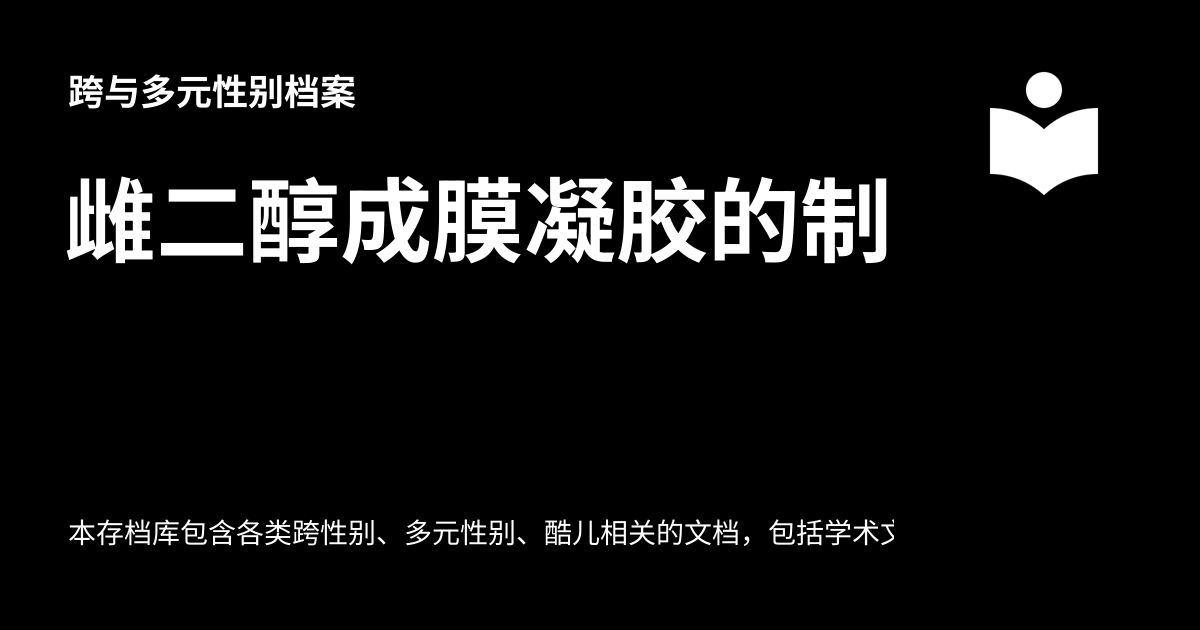 跨与多元性别档案
雌二醇成膜凝胶的制
本存档库包含各类跨性别、多元性别、酷儿相关的文档，包括学术